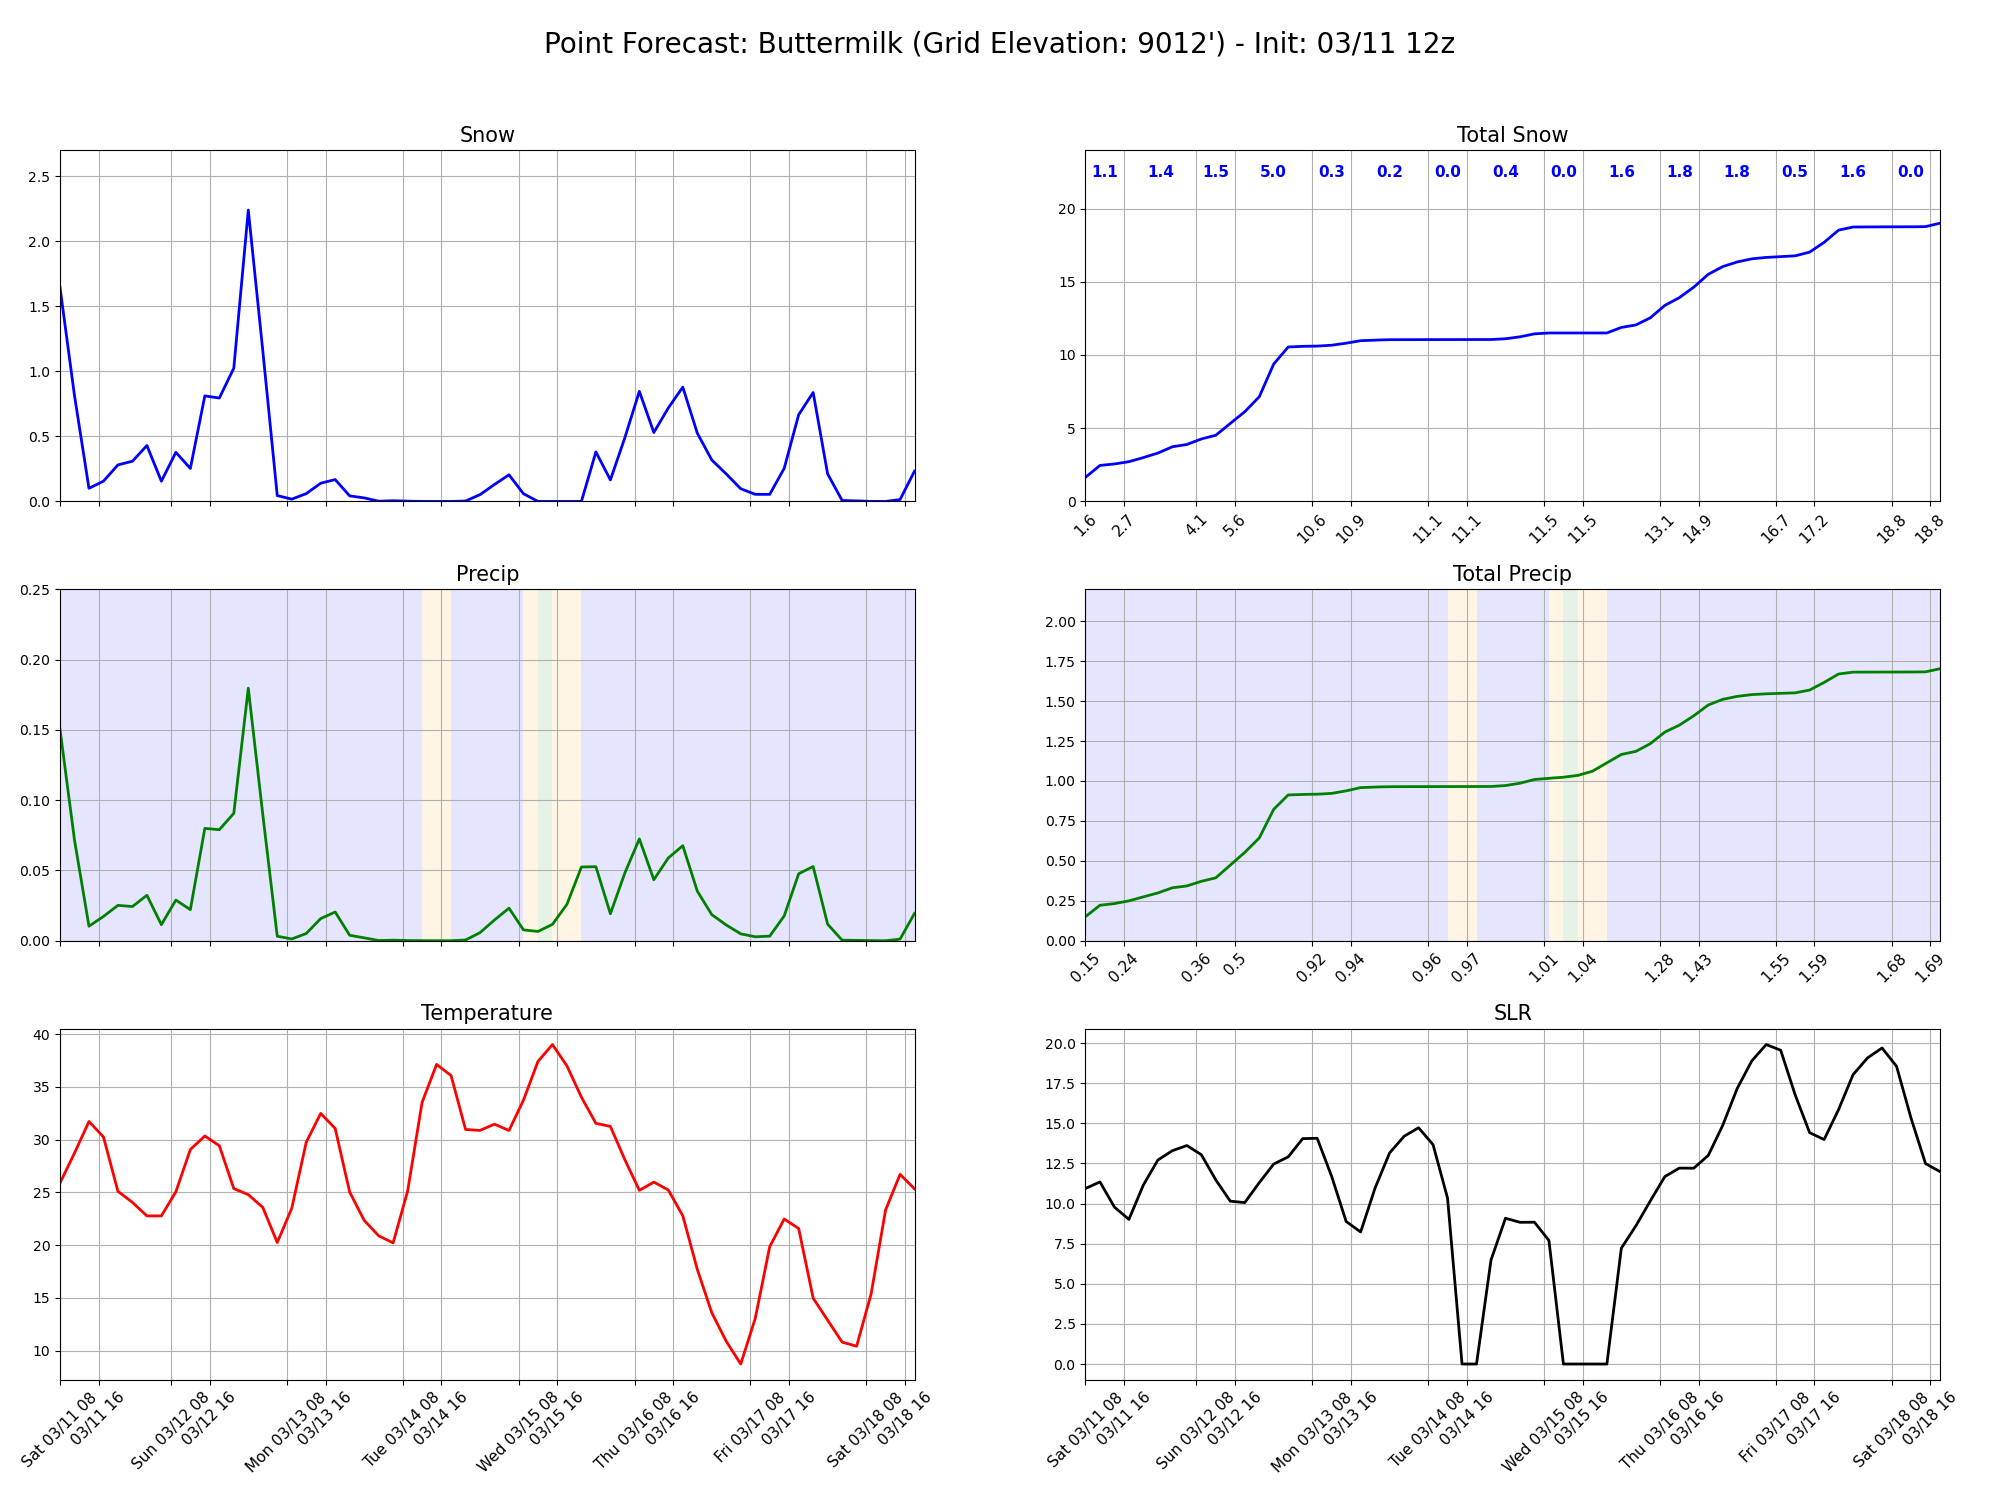 Point Forecast: Buttermilk (Grid Elevation: 9012') - Init: 03/11 12z
Snow
2.5
2.0
1.5
1.0
0.5
0.0
Total Snow
1.1 1.4 1.5 5.0 0.3 0.2 0.0 0.4 0.0 1.6 1.8 1.8 0.5 1.6 0.0
20
15
10
5
0
1.6 2.7 4.1 5.6 10.6 10.9 11.1 11.1 11.5 11.5 13.1 14.9 16.7 17.2 18.8 18.8
Precip
0.25
0.20
0.15
0.10
0.05
0.00
Total Precip
2.00
1.75
1.50
1.25
1.00
0.75
0.50
0.25
0.00
0.15 0.24 0.36 0.5 0.92 0.94 0.96 0.97 1.01 1.04 1.28 1.43 1.55 1.59 1.68 1.69
Temperature
40
35
30
25
20
15
10
Sat 03/11 08
03/11 16
Sun 03/12 08
03/12 16
Mon 03/13 08
03/13 16
Tue 03/14 08
03/14 16
Wed 03/15 08
03/15 16
Thu 03/16 08
03/16 16
Fri 03/17 08
03/17 16
Sat 03/18 08
03/18 16
SLR
20.0
17.5
15.0
12.5
10.0
7.5
5.0
2.5
0.0
Sat 03/11 08
03/11 16
Sun 03/12 08
03/12 16
Mon 03/13 08
03/13 16
Tue 03/14 08
03/14 16
Wed 03/15 08
03/15 16
Thu 03/16 08
03/16 16
Fri 03/17 08
03/17 16
Sat 03/18 08
03/18 16